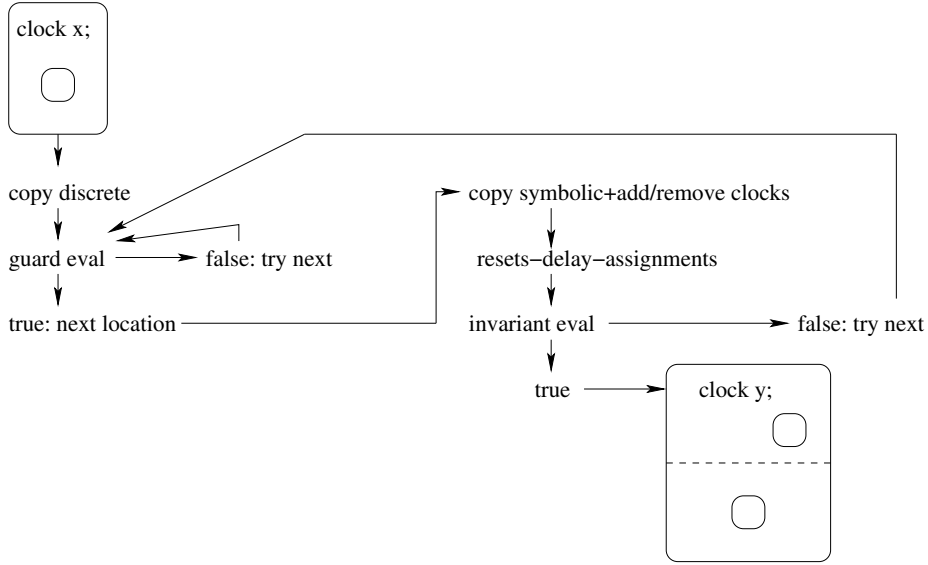 clock x;
copy discrete
guard eval
false: try next
true: next location
copy symbolic+add/remove clocks
resets−delay−assignments
invariant eval
false: try next
true
clock y;